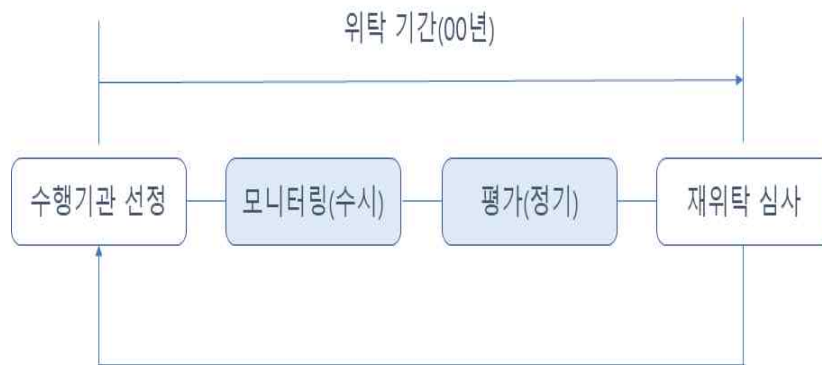 위탁 기간(00년)
수행기관 선정
모니터링(수시)
평가(정기)
재위탁 심사